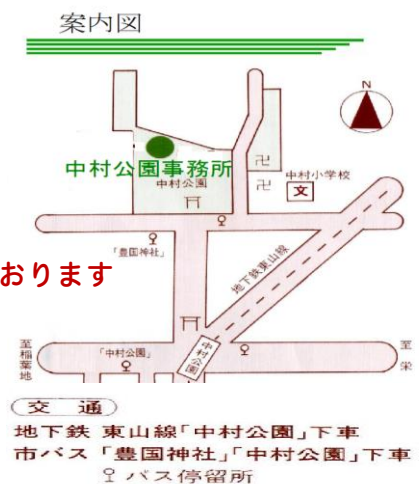 案内図
N
中村公園事務所
中村公園
卍
卍
中村小学校
文
「豊国神社」
おります
地下鉄東山線
至稲葉地
「中村公園」
中村公園
至栄
交 通
地下鉄 東山線「中村公園」下車
市バス 「豊国神社」「中村公園」下車
バス停留所